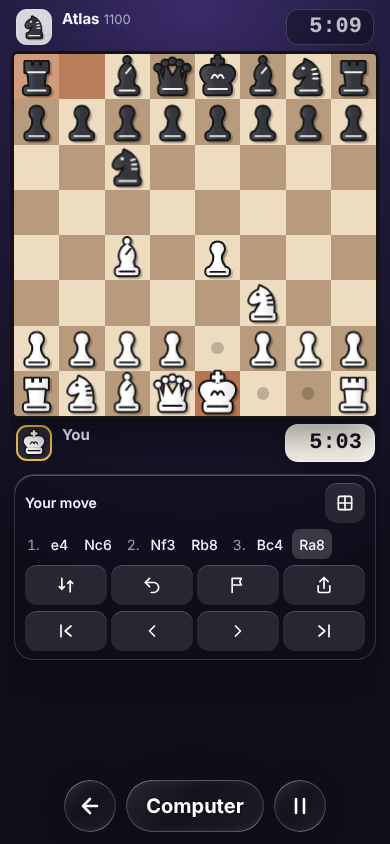 Atlas 1100
5:09
You
5:03
Your move
1. e4 Nc6 2. Nf3 Rb8 3. Bc4 Ra8
Computer